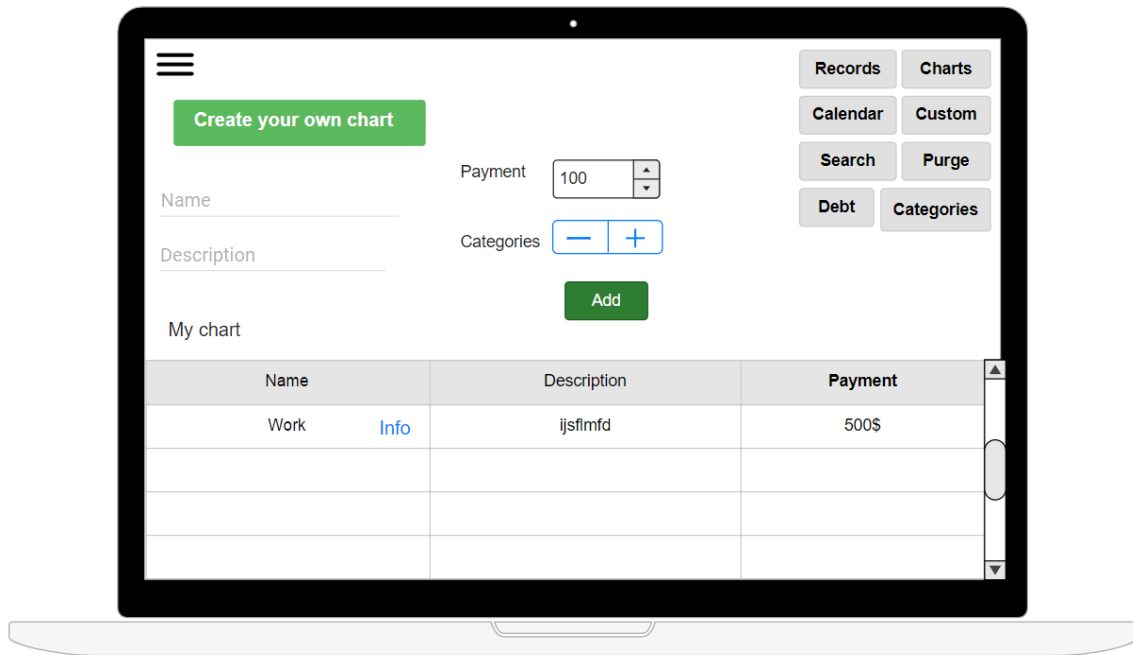 Records Charts
Create your own chart
Calendar Custom
Payment 100
Search Purge
Name
Debt Categories
Categories
Description
Add
My chart
Name Description Payment
Work Info ijsflmfd 500$